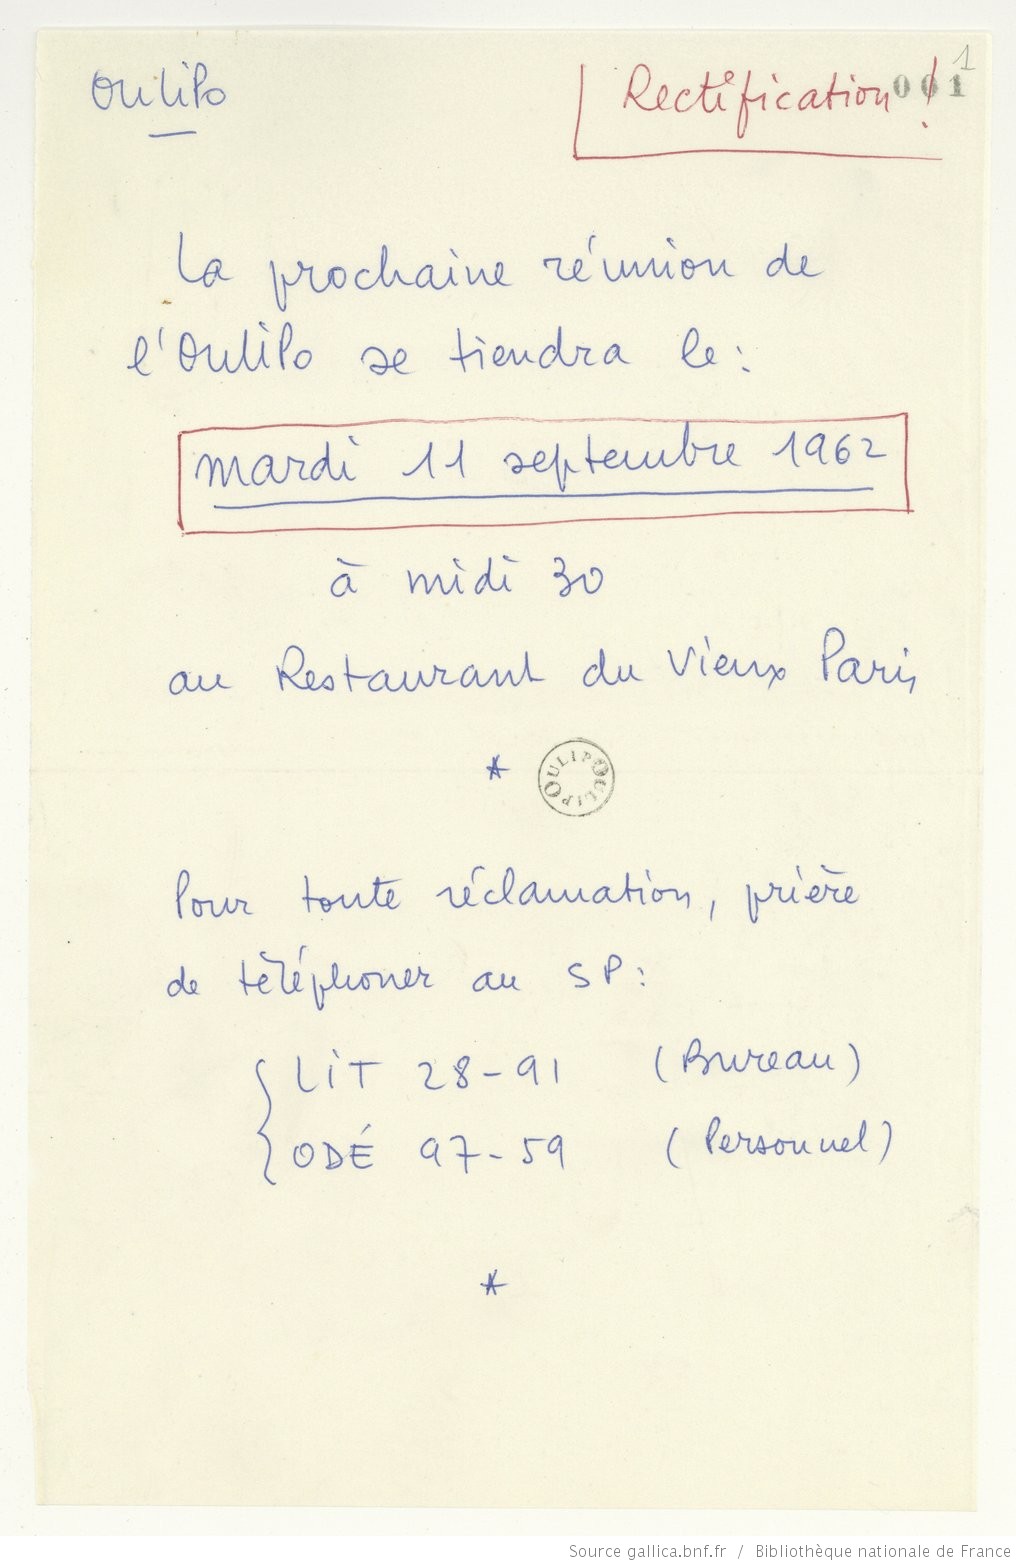 OuLiPo
Rectification !
1
001
La prochaine réunion de
l'OuLiPo se tiendra le :
mardi 11 septembre 1962
à midi 30
au Restaurant du Vieux Paris
*
OULIPOULIPO
Pour toute réclamation, prière
de téléphoner au SP :
LIT 28-91 (Bureau)
ODÉ 97-59 (Personnel)
*
Source gallica.bnf.fr / Bibliothèque nationale de France